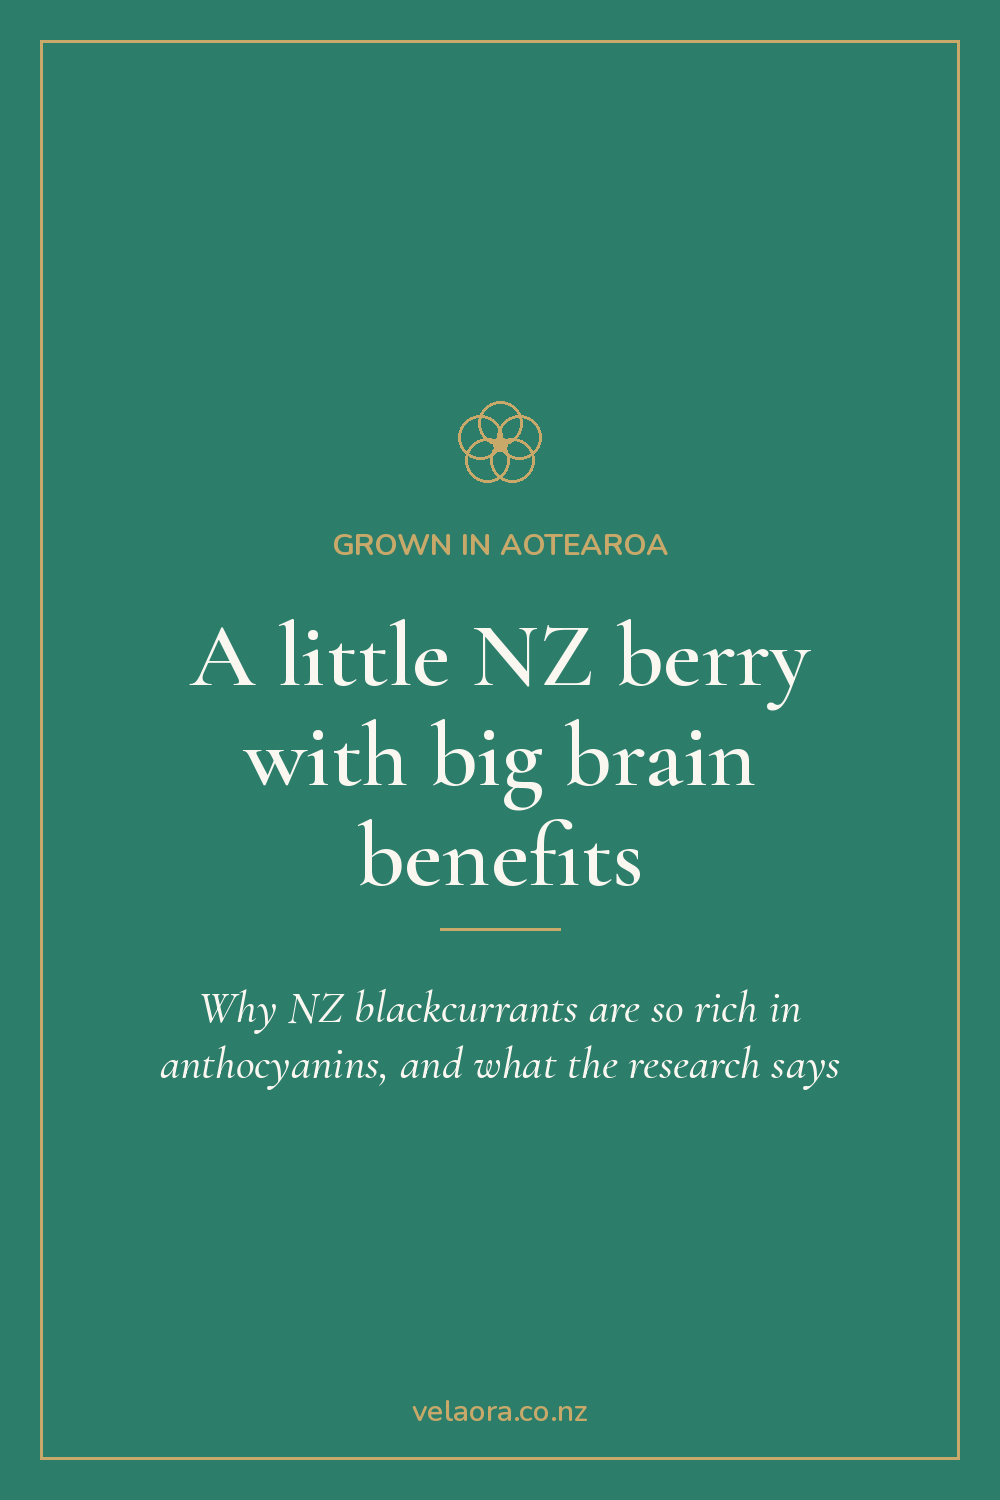 GROWN IN AOTEAROA
A little NZ berry
with big brain
benefits
Why NZ blackcurrants are so rich in
anthocyanins, and what the research says
velaora.co.nz